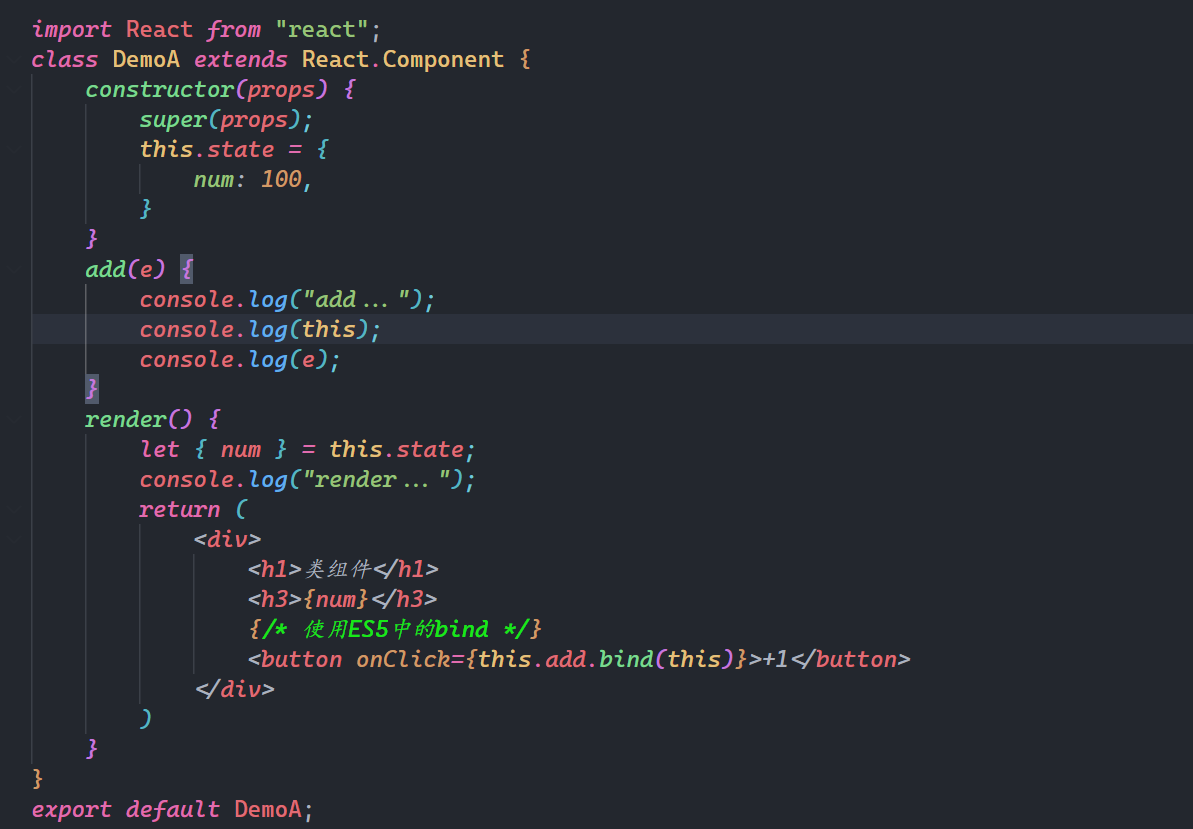 import React from "react";
class DemoA extends React.Component {
    constructor(props) {
        super(props);
        this.state = {
            num: 100,
        }
    }
    add(e) {
        console.log("add...");
        console.log(this);
        console.log(e);
    }
    render() {
        let { num } = this.state;
        console.log("render...");
        return (
            <div>
                <h1>类组件</h1>
                <h3>{num}</h3>
                {/* 使用ES5中的bind */}
                <button onClick={this.add.bind(this)}>+1</button>
            </div>
        )
    }
}
export default DemoA;